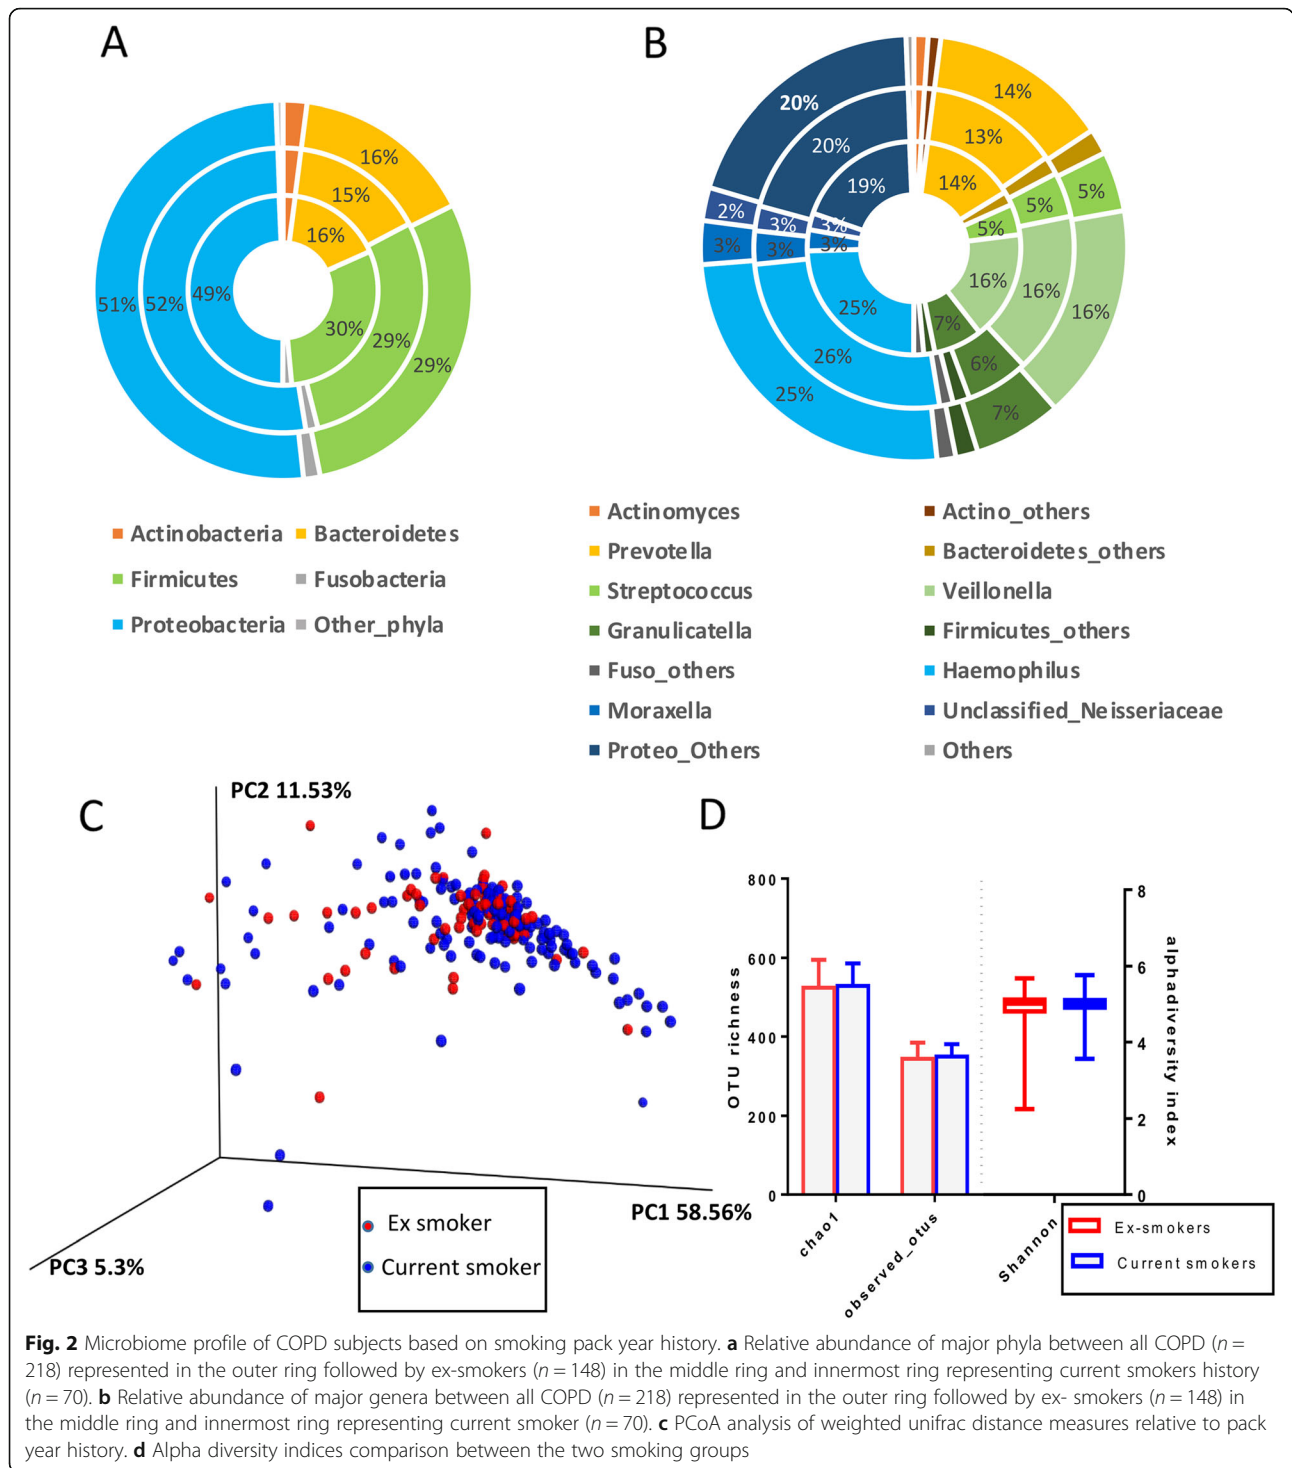 A
16%
15%
16%
51%
52%
49%
30%
29%
29%
Actinobacteria
Bacteroidetes
Firmicutes
Fusobacteria
Proteobacteria
Other_phyla
B
20%
14%
20%
13%
19%
14%
2%
3%
3%
5%
5%
5%
3%
3%
3%
16%
16%
16%
25%
7%
26%
6%
25%
7%
Actinomyces
Actino_others
Prevotella
Bacteroidetes_others
Streptococcus
Veillonella
Granulicatella
Firmicutes_others
Fuso_others
Haemophilus
Moraxella
Unclassified_Neisseriaceae
Proteo_Others
Others
C
PC2 11.53%
PC1 58.56%
PC3 5.3%
Ex smoker
Current smoker
D
800
600
400
200
0
OTU richness
8
6
4
2
0
alphadiversity index
chao1
observed_otus
Shannon
Ex-smokers
Current smokers
Fig. 2 Microbiome profile of COPD subjects based on smoking pack year history. a Relative abundance of major phyla between all COPD (n =
218) represented in the outer ring followed by ex-smokers (n = 148) in the middle ring and innermost ring representing current smokers history
(n = 70). b Relative abundance of major genera between all COPD (n = 218) represented in the outer ring followed by ex- smokers (n = 148) in
the middle ring and innermost ring representing current smoker (n = 70). c PCoA analysis of weighted unifrac distance measures relative to pack
year history. d Alpha diversity indices comparison between the two smoking groups